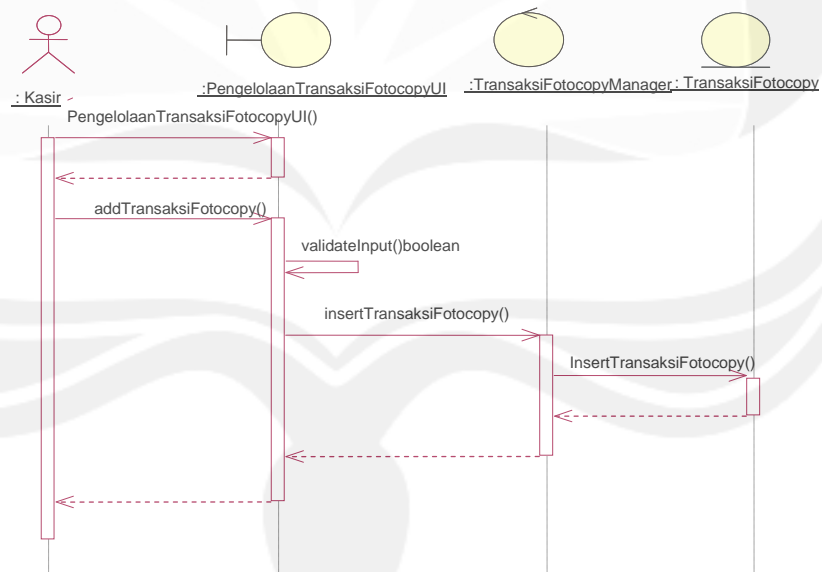 : Kasir
:PengelolaanTransaksiFotocopyUI
:TransaksiFotocopyManager
: TransaksiFotocopy
PengelolaanTransaksiFotocopyUI()
addTransaksiFotocopy()
validateInput()boolean
insertTransaksiFotocopy()
InsertTransaksiFotocopy()